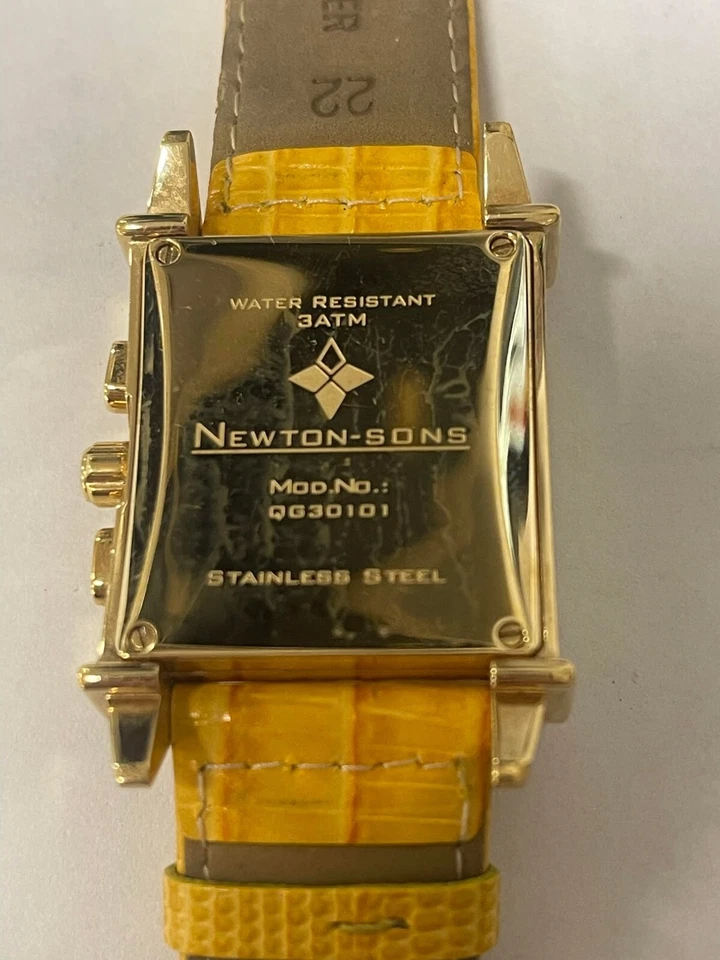 22
WATER RESISTANT
3ATM
NEWTON-SONS
MOD.NO.:
QG30101
STAINLESS STEEL